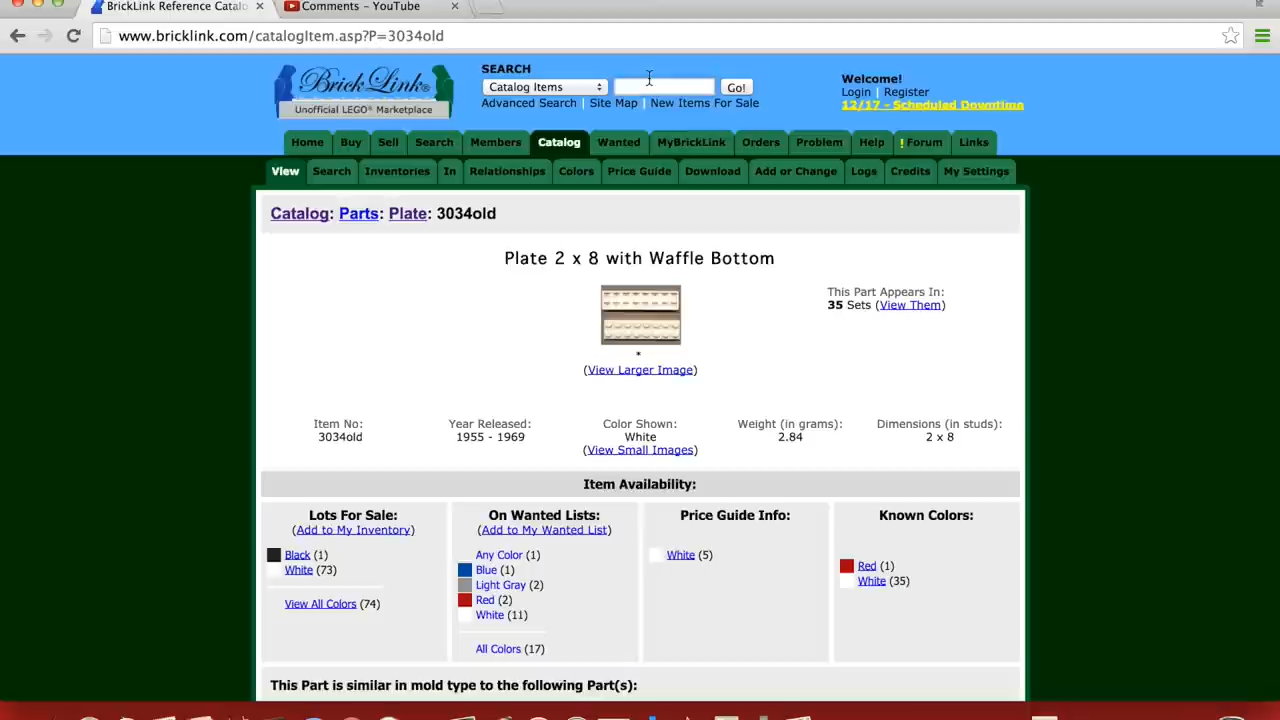 BrickLink Reference Catalo
Comments - YouTube
www.bricklink.com/catalogItem.asp?P=3034old
BrickLink®
Unofficial LEGO® Marketplace
SEARCH
Catalog Items
Go!
Advanced Search | Site Map | New Items For Sale
Welcome!
Login | Register
12/17 - Scheduled Downtime
Home Buy Sell Search Members Catalog Wanted MyBrickLink Orders Problem Help ! Forum Links
View Search Inventories In Relationships Colors Price Guide Download Add or Change Logs Credits My Settings
Catalog: Parts: Plate: 3034old
Plate 2 x 8 with Waffle Bottom
This Part Appears In:
35 Sets (View Them)
*
(View Larger Image)
Item No:
3034old
Year Released:
1955 - 1969
Color Shown:
White
(View Small Images)
Weight (in grams):
2.84
Dimensions (in studs):
2 x 8
Item Availability:
Lots For Sale:
(Add to My Inventory)
Black (1)
White (73)
View All Colors (74)
On Wanted Lists:
(Add to My Wanted List)
Any Color (1)
Blue (1)
Light Gray (2)
Red (2)
White (11)
All Colors (17)
Price Guide Info:
White (5)
Known Colors:
Red (1)
White (35)
This Part is similar in mold type to the following Part(s):